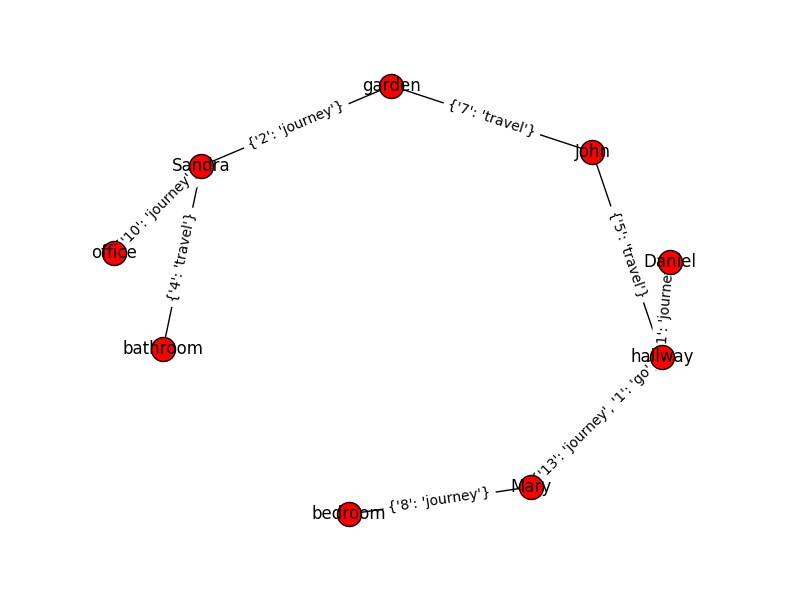 garden
{'2': 'journey'}
{'7': 'travel'}
John
Sandra
{'10': 'journey'
office
{'4': 'travel'}
{'5': 'travel'}
Daniel
1': 'journe
bathroom
hallway
{'13': 'journey', '1': 'go'
Mary
{'8': 'journey'}
bedroom